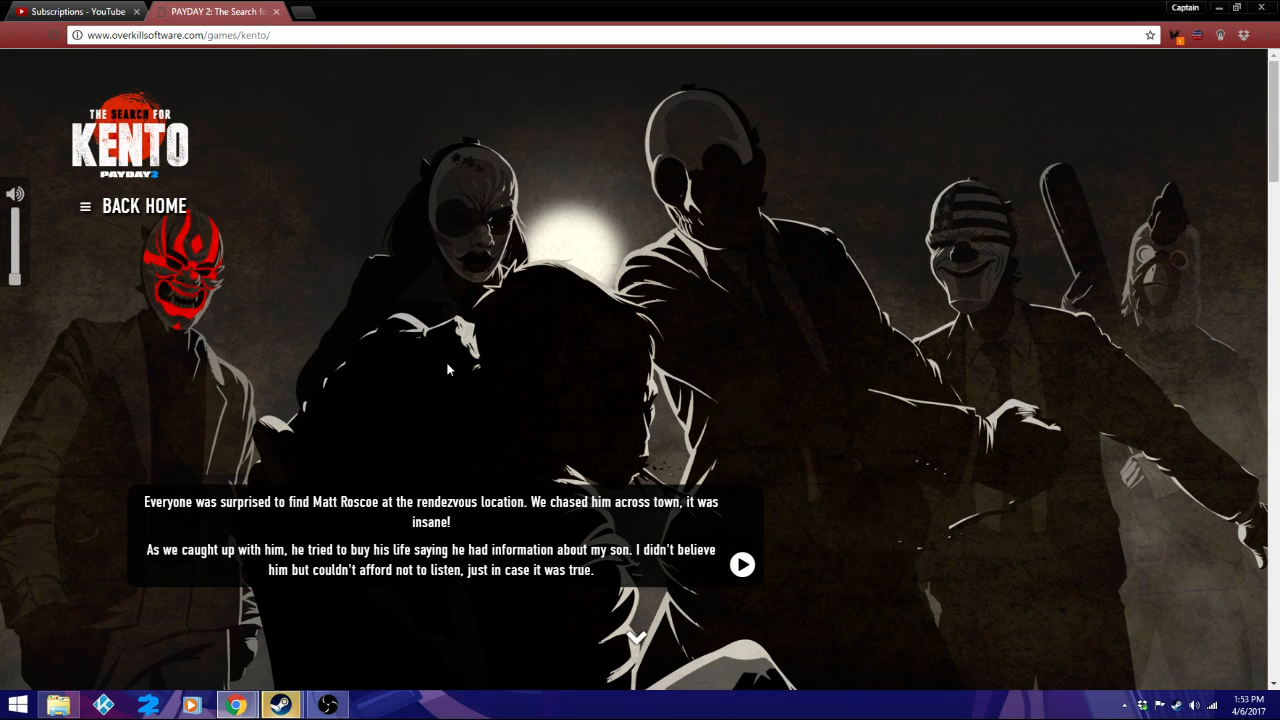 Subscriptions - YouTube
PAYDAY 2: The Search fo
Captain
www.overkillsoftware.com/games/kento/
THE SEARCH FOR
KENTO
PAYDAY2
BACK HOME
Everyone was surprised to find Matt Roscoe at the rendezvous location. We chased him across town, it was
insane!
As we caught up with him, he tried to buy his life saying he had information about my son. I didn't believe
him but couldn't afford not to listen, just in case it was true.
1:53 PM
4/6/2017